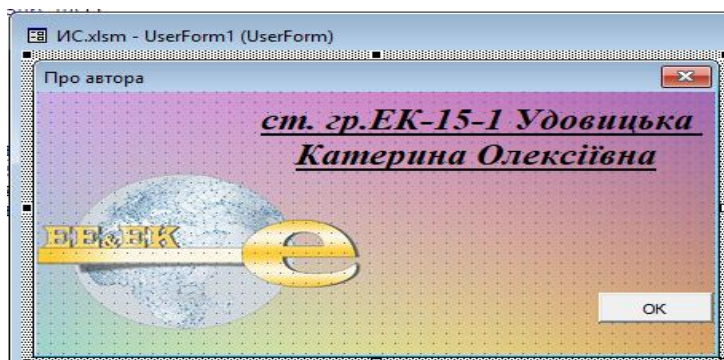 ИС.xlsm - UserForm1 (UserForm)
Про автора
ст. гр.ЕК-15-1 Удовицька
Катерина Олексіївна
EE&EK
e
OK